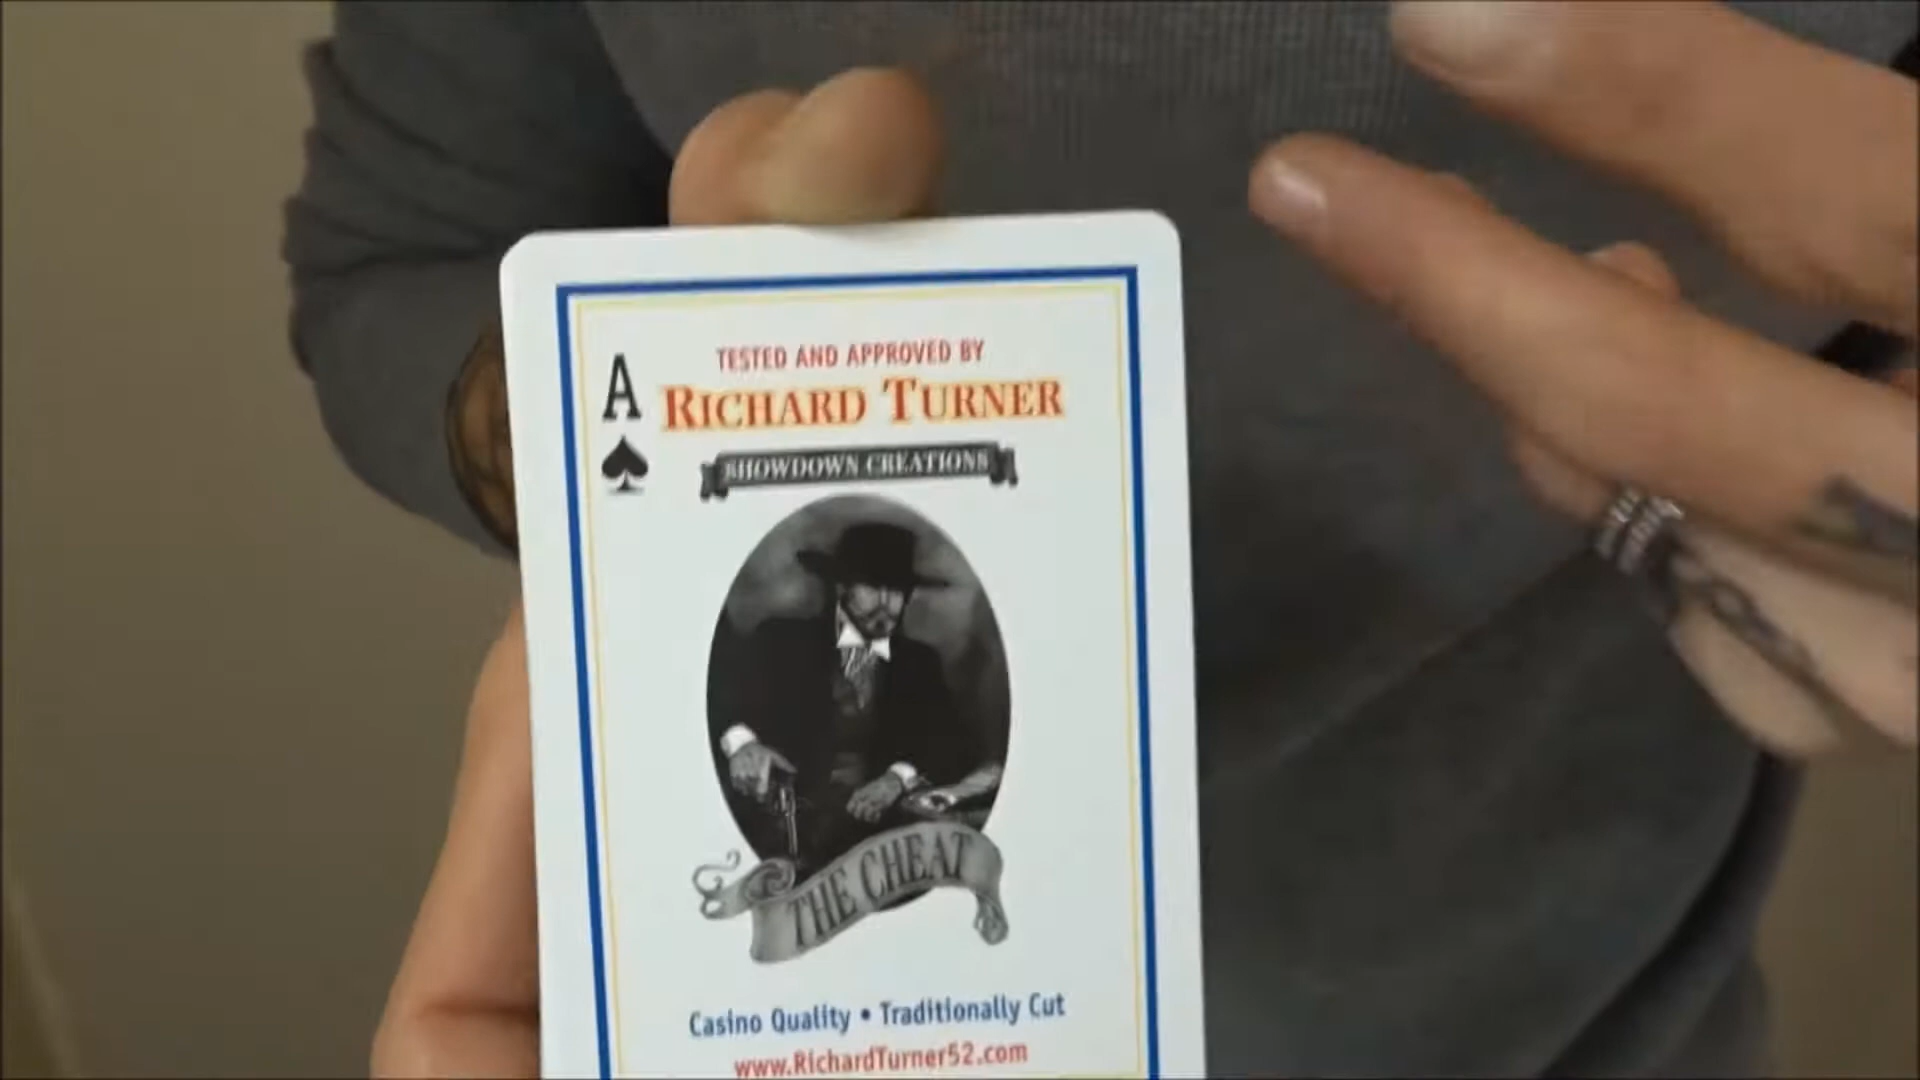 A
TESTED AND APPROVED BY
RICHARD TURNER
SHOWDOWN CREATIONS
THE CHEAT
Casino Quality • Traditionally Cut
www.RichardTurner52.com